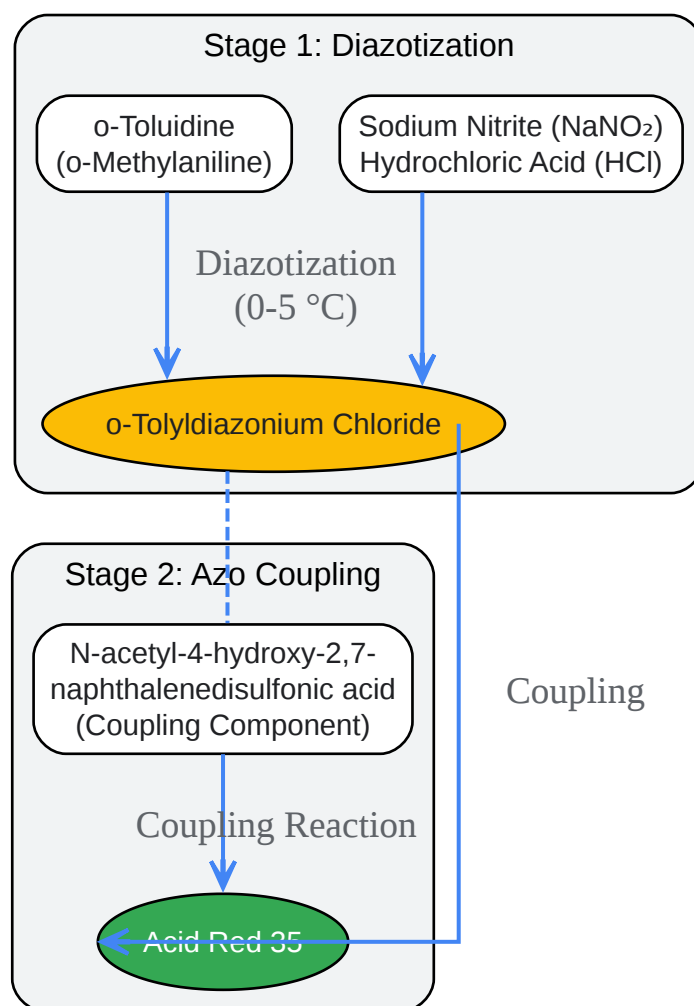 Stage 1: Diazotization
o-Toluidine
(o-Methylaniline)
Sodium Nitrite (NaNO₂)
Hydrochloric Acid (HCl)
Diazotization
(0-5 °C)
o-Tolyldiazonium Chloride
Stage 2: Azo Coupling
N-acetyl-4-hydroxy-2,7-
naphthalenedisulfonic acid
(Coupling Component)
Coupling
Coupling Reaction
Acid Red 35